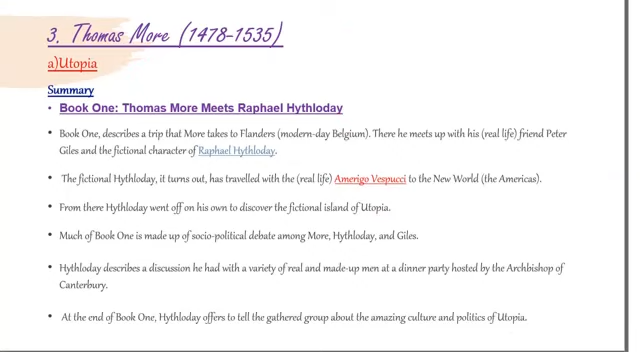 3. Thomas More (1478-1535)
a)Utopia
Summary
• Book One: Thomas More Meets Raphael Hythloday
• Book One, describes a trip that More takes to Flanders (modern-day Belgium). There he meets up with his (real life) friend Peter
Giles and the fictional character of Raphael Hythloday.
• The fictional Hythloday, it turns out, has travelled with the (real life) Amerigo Vespucci to the New World (the Americas).
• From there Hythloday went off on his own to discover the fictional island of Utopia.
• Much of Book One is made up of socio-political debate among More, Hythloday, and Giles.
• Hythloday describes a discussion he had with a variety of real and made-up men at a dinner party hosted by the Archbishop of
Canterbury.
• At the end of Book One, Hythloday offers to tell the gathered group about the amazing culture and politics of Utopia.